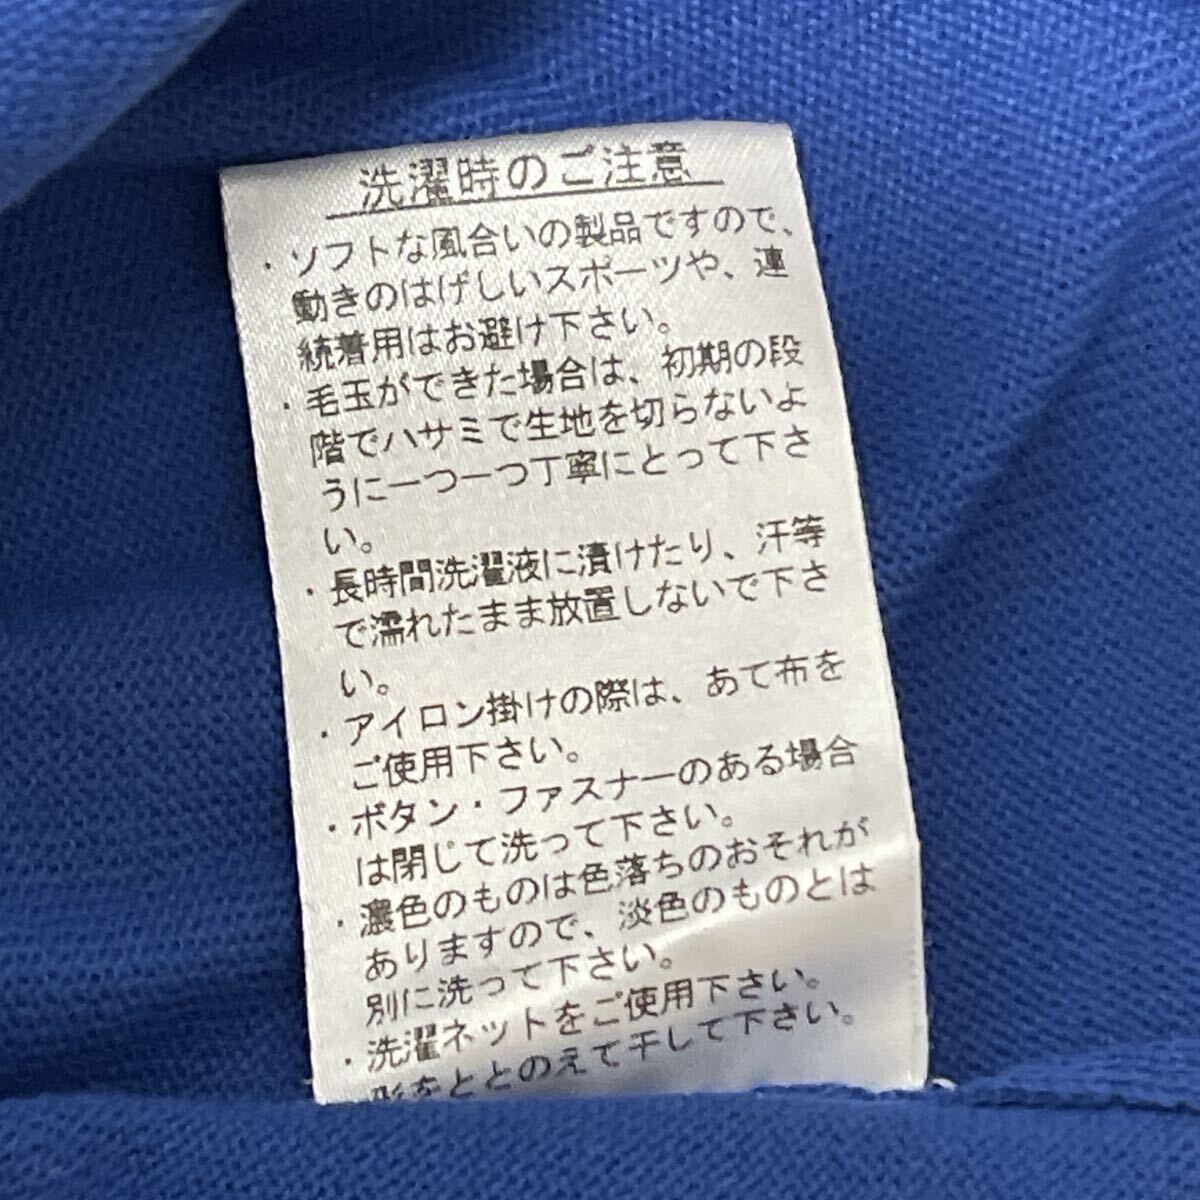 洗濯時のご注意
・ソフトな風合いの製品ですので、
動きのはげしいスポーツや、連
続着用はお避け下さい。
・毛玉ができた場合は、初期の段
階でハサミで生地を切らないよ
うに一つ一つ丁寧にとって下さ
い。
・長時間洗濯液に漬けたり、汗等
で濡れたまま放置しないで下さ
い。
・アイロン掛けの際は、あて布を
ご使用下さい。
・ボタン・ファスナーのある場合
は閉じて洗って下さい。
・濃色のものは色落ちのおそれが
ありますので、淡色のものとは
別に洗って下さい。
・洗濯ネットをご使用下さい。
形をととのえて干して下さい。